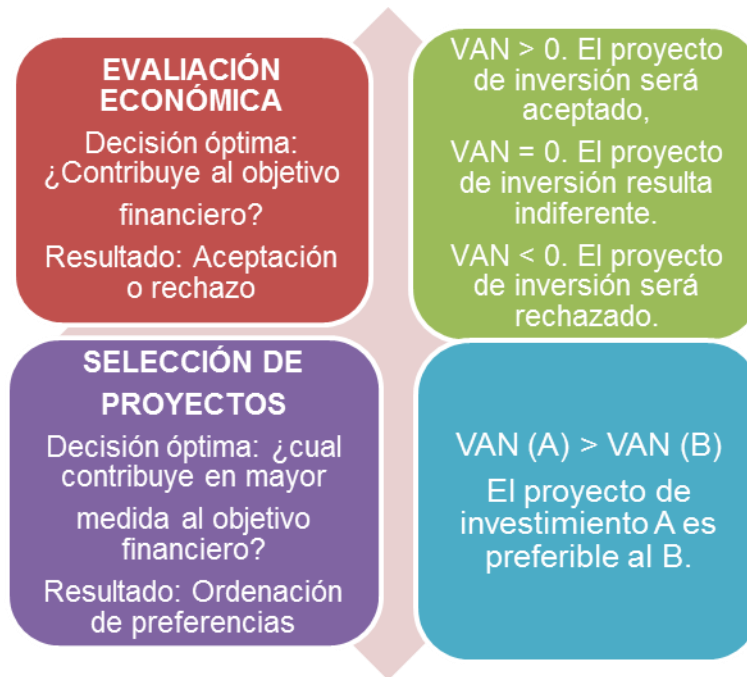 EVALIACIÓN
ECONÓMICA
Decisión óptima:
¿Contribuye al objetivo
financiero?
Resultado: Aceptación
o rechazo
VAN > 0. El proyecto
de inversión será
aceptado,
VAN = 0. El proyecto
de inversión resulta
indiferente.
VAN < 0. El proyecto
de inversión será
rechazado.
SELECCIÓN DE
PROYECTOS
Decisión óptima: ¿cual
contribuye en mayor
medida al objetivo
financiero?
Resultado: Ordenación
de preferencias
VAN (A) > VAN (B)
El proyecto de
investimiento A es
preferible al B.